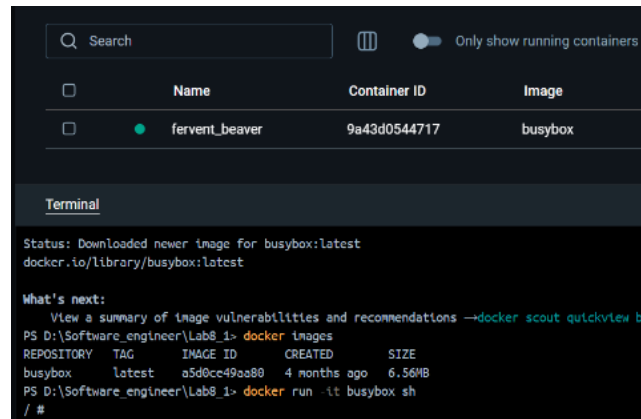 Search
Only show running containers
Name Container ID Image
fervent_beaver 9a43d0544717 busybox
Terminal
Status: Downloaded newer image for busybox:latest
docker.io/library/busybox:latest
What's next:
View a summary of image vulnerabilities and recommendations →docker scout quickview b
PS D:\Software_engineer\Lab8_1> docker images
REPOSITORY TAG IMAGE ID CREATED SIZE
busybox latest a5d0ce49aa80 4 months ago 6.56MB
PS D:\Software_engineer\Lab8_1> docker run -it busybox sh
/ #